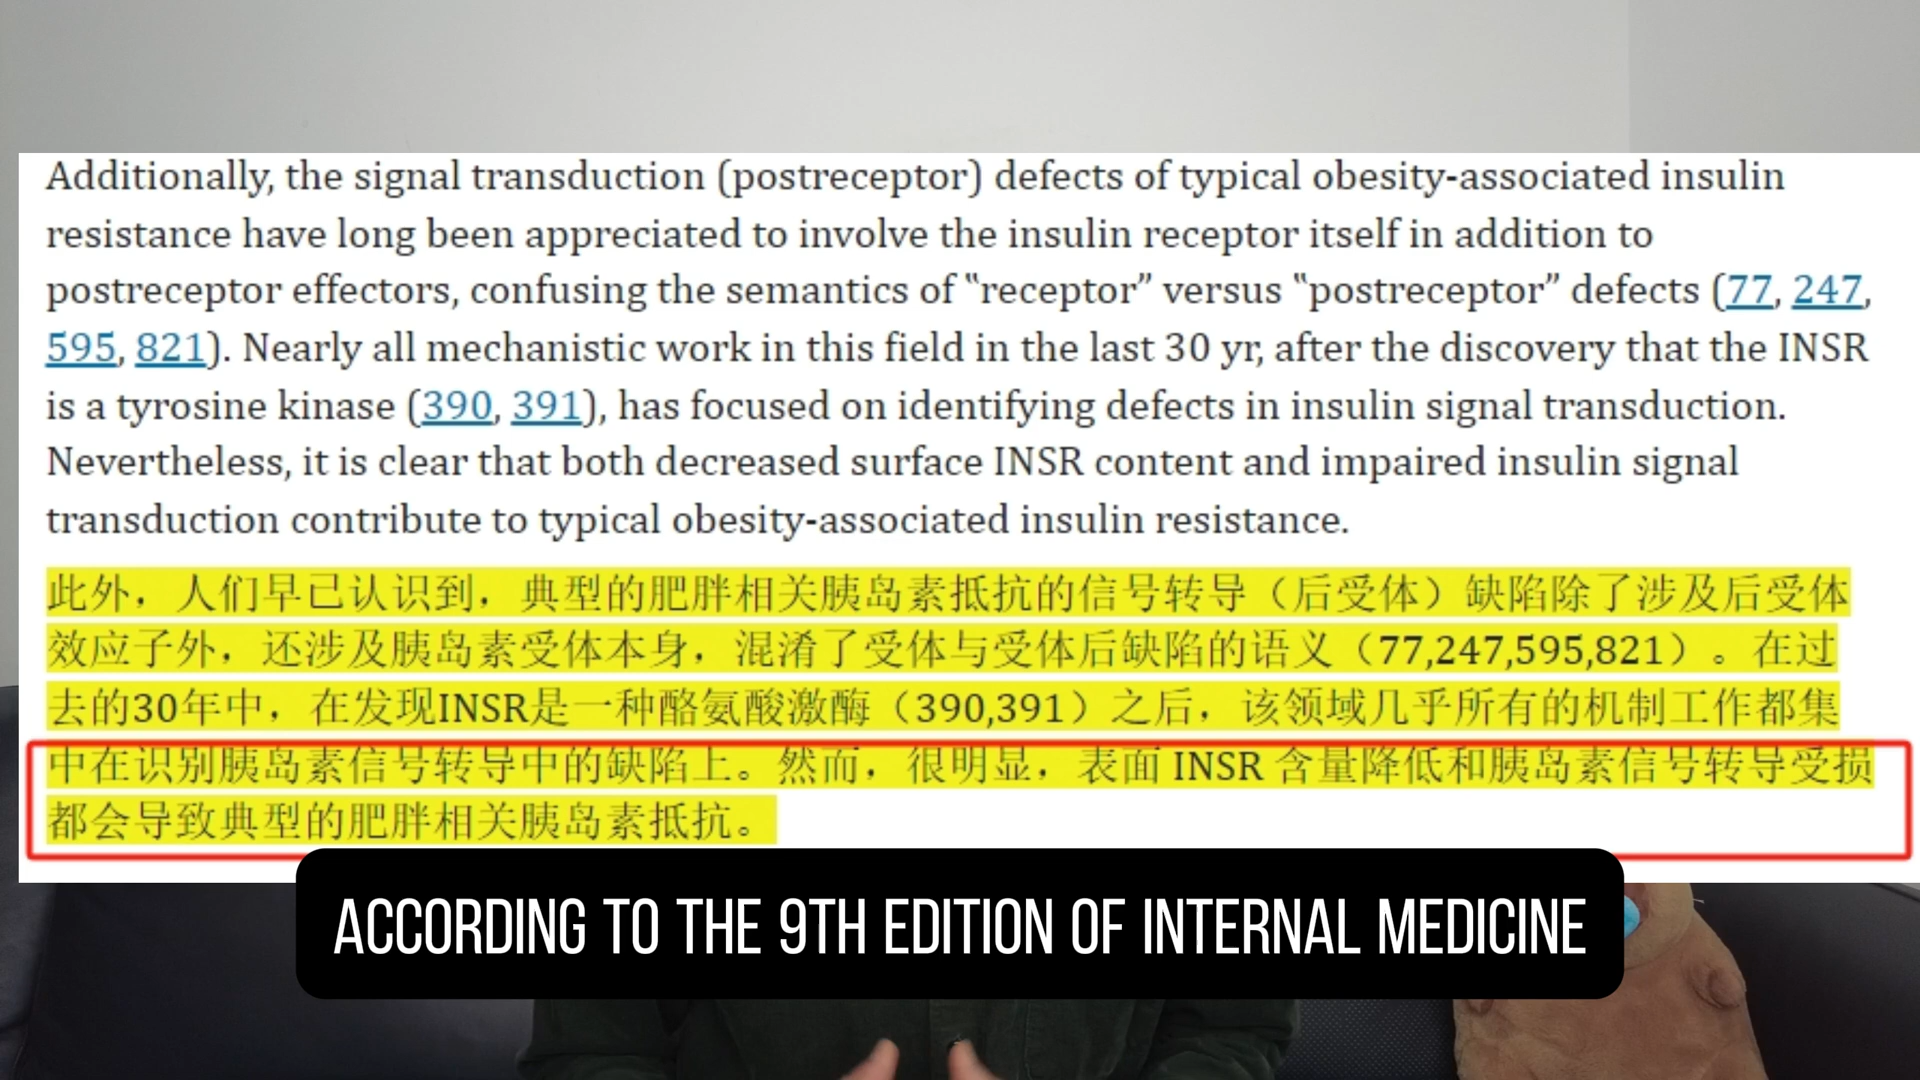 Additionally, the signal transduction (postreceptor) defects of typical obesity-associated insulin
resistance have long been appreciated to involve the insulin receptor itself in addition to
postreceptor effectors, confusing the semantics of “receptor” versus “postreceptor” defects (77, 247,
595, 821). Nearly all mechanistic work in this field in the last 30 yr, after the discovery that the INSR
is a tyrosine kinase (390, 391), has focused on identifying defects in insulin signal transduction.
Nevertheless, it is clear that both decreased surface INSR content and impaired insulin signal
transduction contribute to typical obesity-associated insulin resistance.
此外，人们早已认识到，典型的肥胖相关胰岛素抵抗的信号转导（后受体）缺陷除了涉及后受体
效应子外，还涉及胰岛素受体本身，混淆了受体与受体后缺陷的语义（77,247,595,821）。在过
去的30年中，在发现INSR是一种酪氨酸激酶（390,391）之后，该领域几乎所有的机制工作都集
中在识别胰岛素信号转导中的缺陷上。然而，很明显，表面 INSR 含量降低和胰岛素信号转导受损
都会导致典型的肥胖相关胰岛素抵抗。
ACCORDING TO THE 9TH EDITION OF INTERNAL MEDICINE